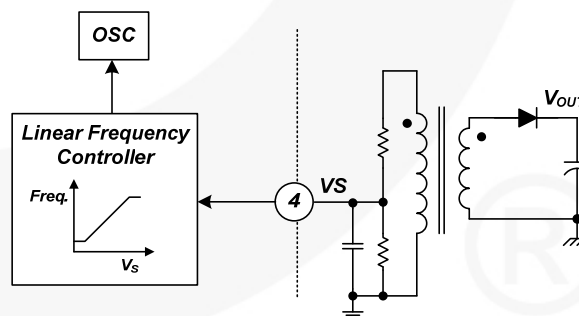 OSC
Linear Frequency
Controller
Freq.
VS
4
VS
VOUT
®